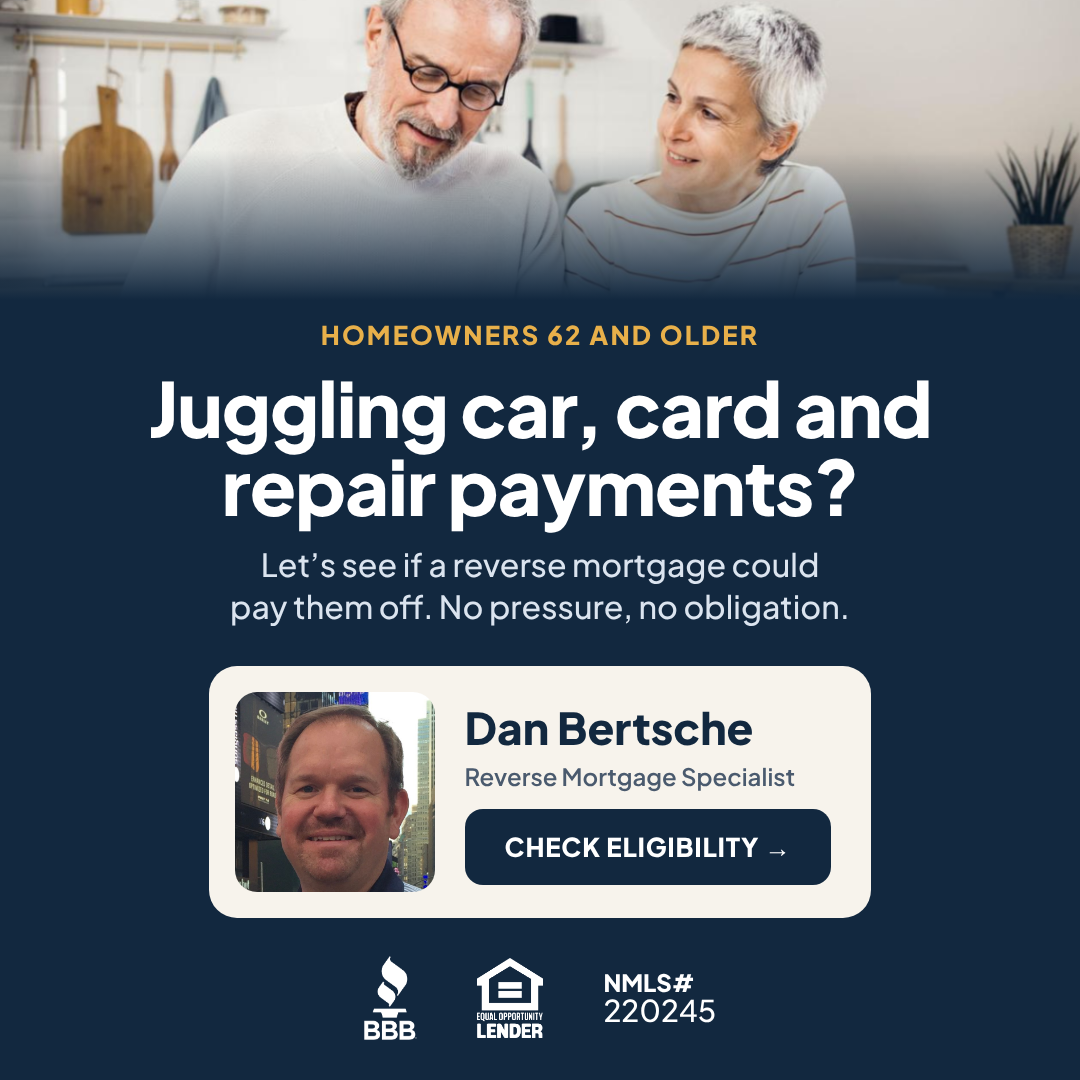 HOMEOWNERS 62 AND OLDER
Juggling car, card and
repair payments?
Let’s see if a reverse mortgage could
pay them off. No pressure, no obligation.
Dan Bertsche
Reverse Mortgage Specialist
CHECK ELIGIBILITY →
BBB
EQUAL OPPORTUNITY
LENDER
NMLS#
220245